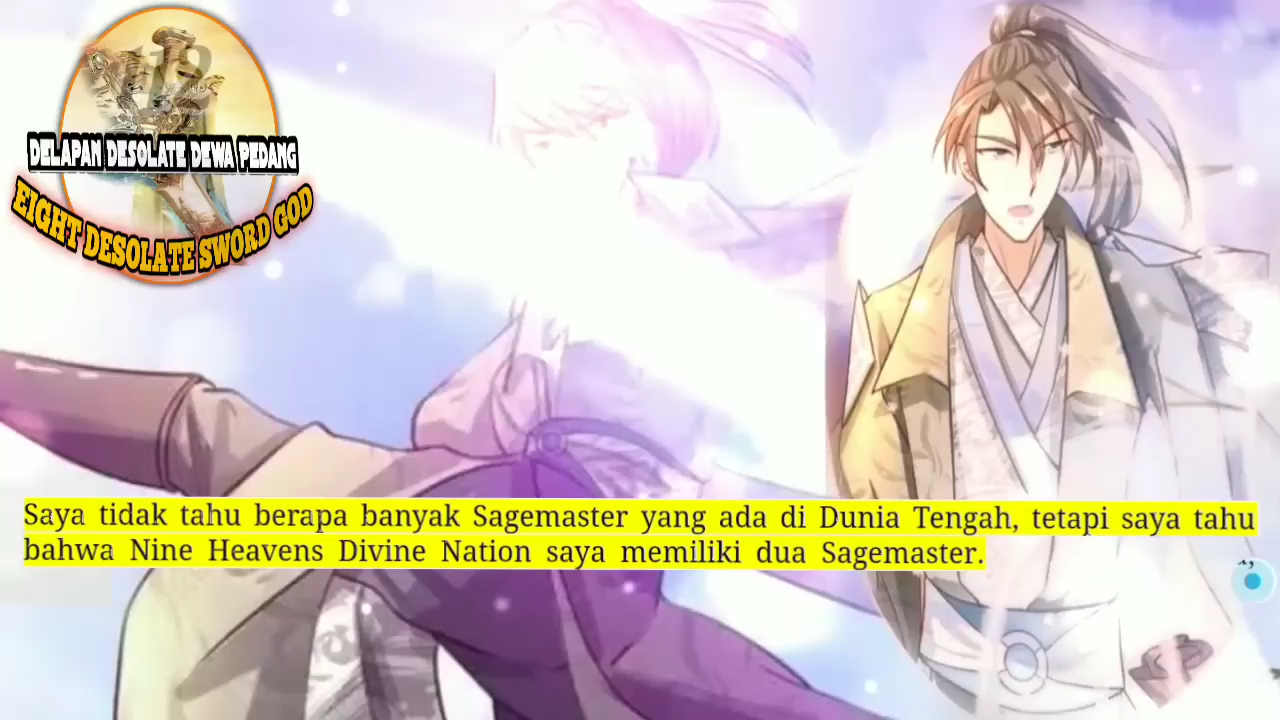 DELAPAN DESOLATE DEWA PEDANG
EIGHT DESOLATE SWORD GOD
Saya tidak tahu berapa banyak Sagemaster yang ada di Dunia Tengah, tetapi saya tahu
bahwa Nine Heavens Divine Nation saya memiliki dua Sagemaster.